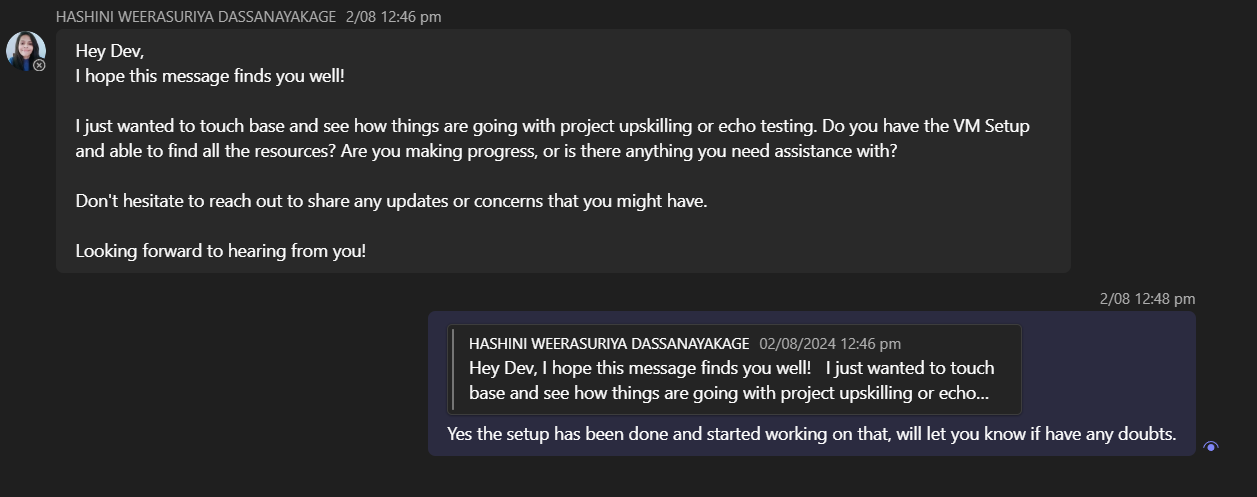 HASHINI WEERASURIYA DASSANAYAKAGE 2/08 12:46 pm
Hey Dev,
I hope this message finds you well!
I just wanted to touch base and see how things are going with project upskilling or echo testing. Do you have the VM Setup
and able to find all the resources? Are you making progress, or is there anything you need assistance with?
Don't hesitate to reach out to share any updates or concerns that you might have.
Looking forward to hearing from you!
2/08 12:48 pm
HASHINI WEERASURIYA DASSANAYAKAGE 02/08/2024 12:46 pm
Hey Dev, I hope this message finds you well! I just wanted to touch
base and see how things are going with project upskilling or echo...
Yes the setup has been done and started working on that, will let you know if have any doubts.